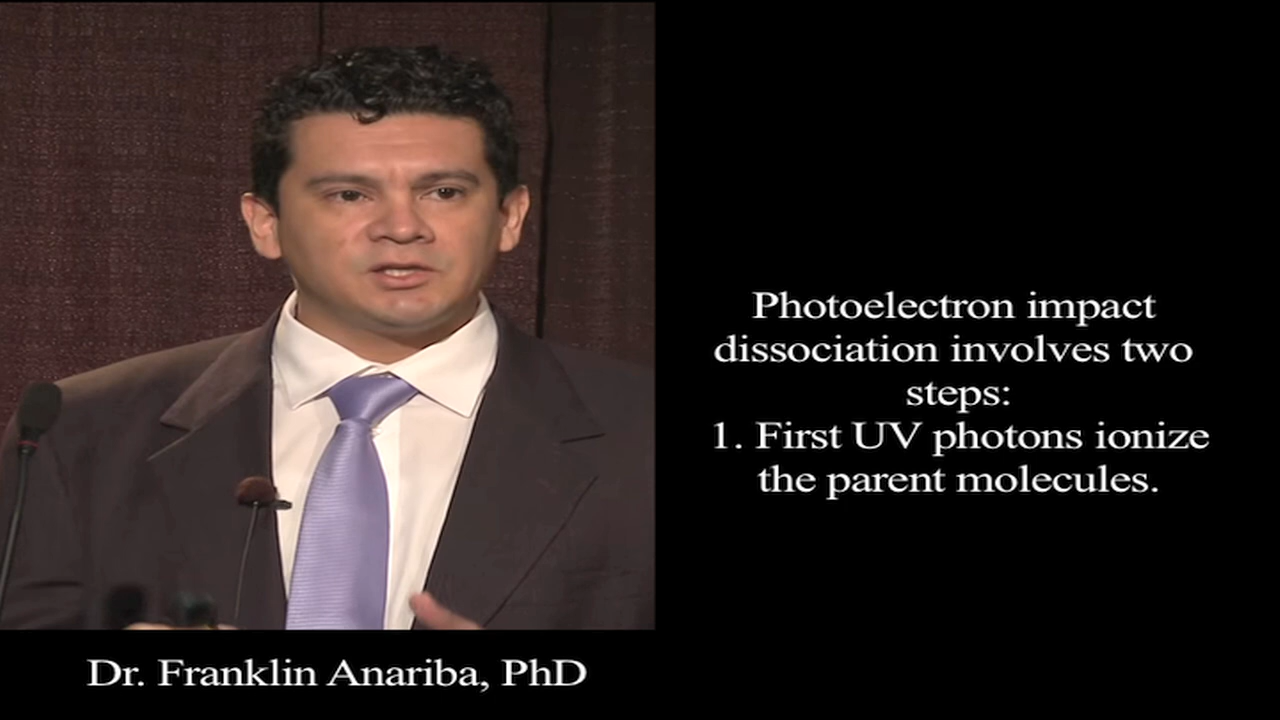 Photoelectron impact
dissociation involves two
steps:
1. First UV photons ionize
the parent molecules.
Dr. Franklin Anariba, PhD